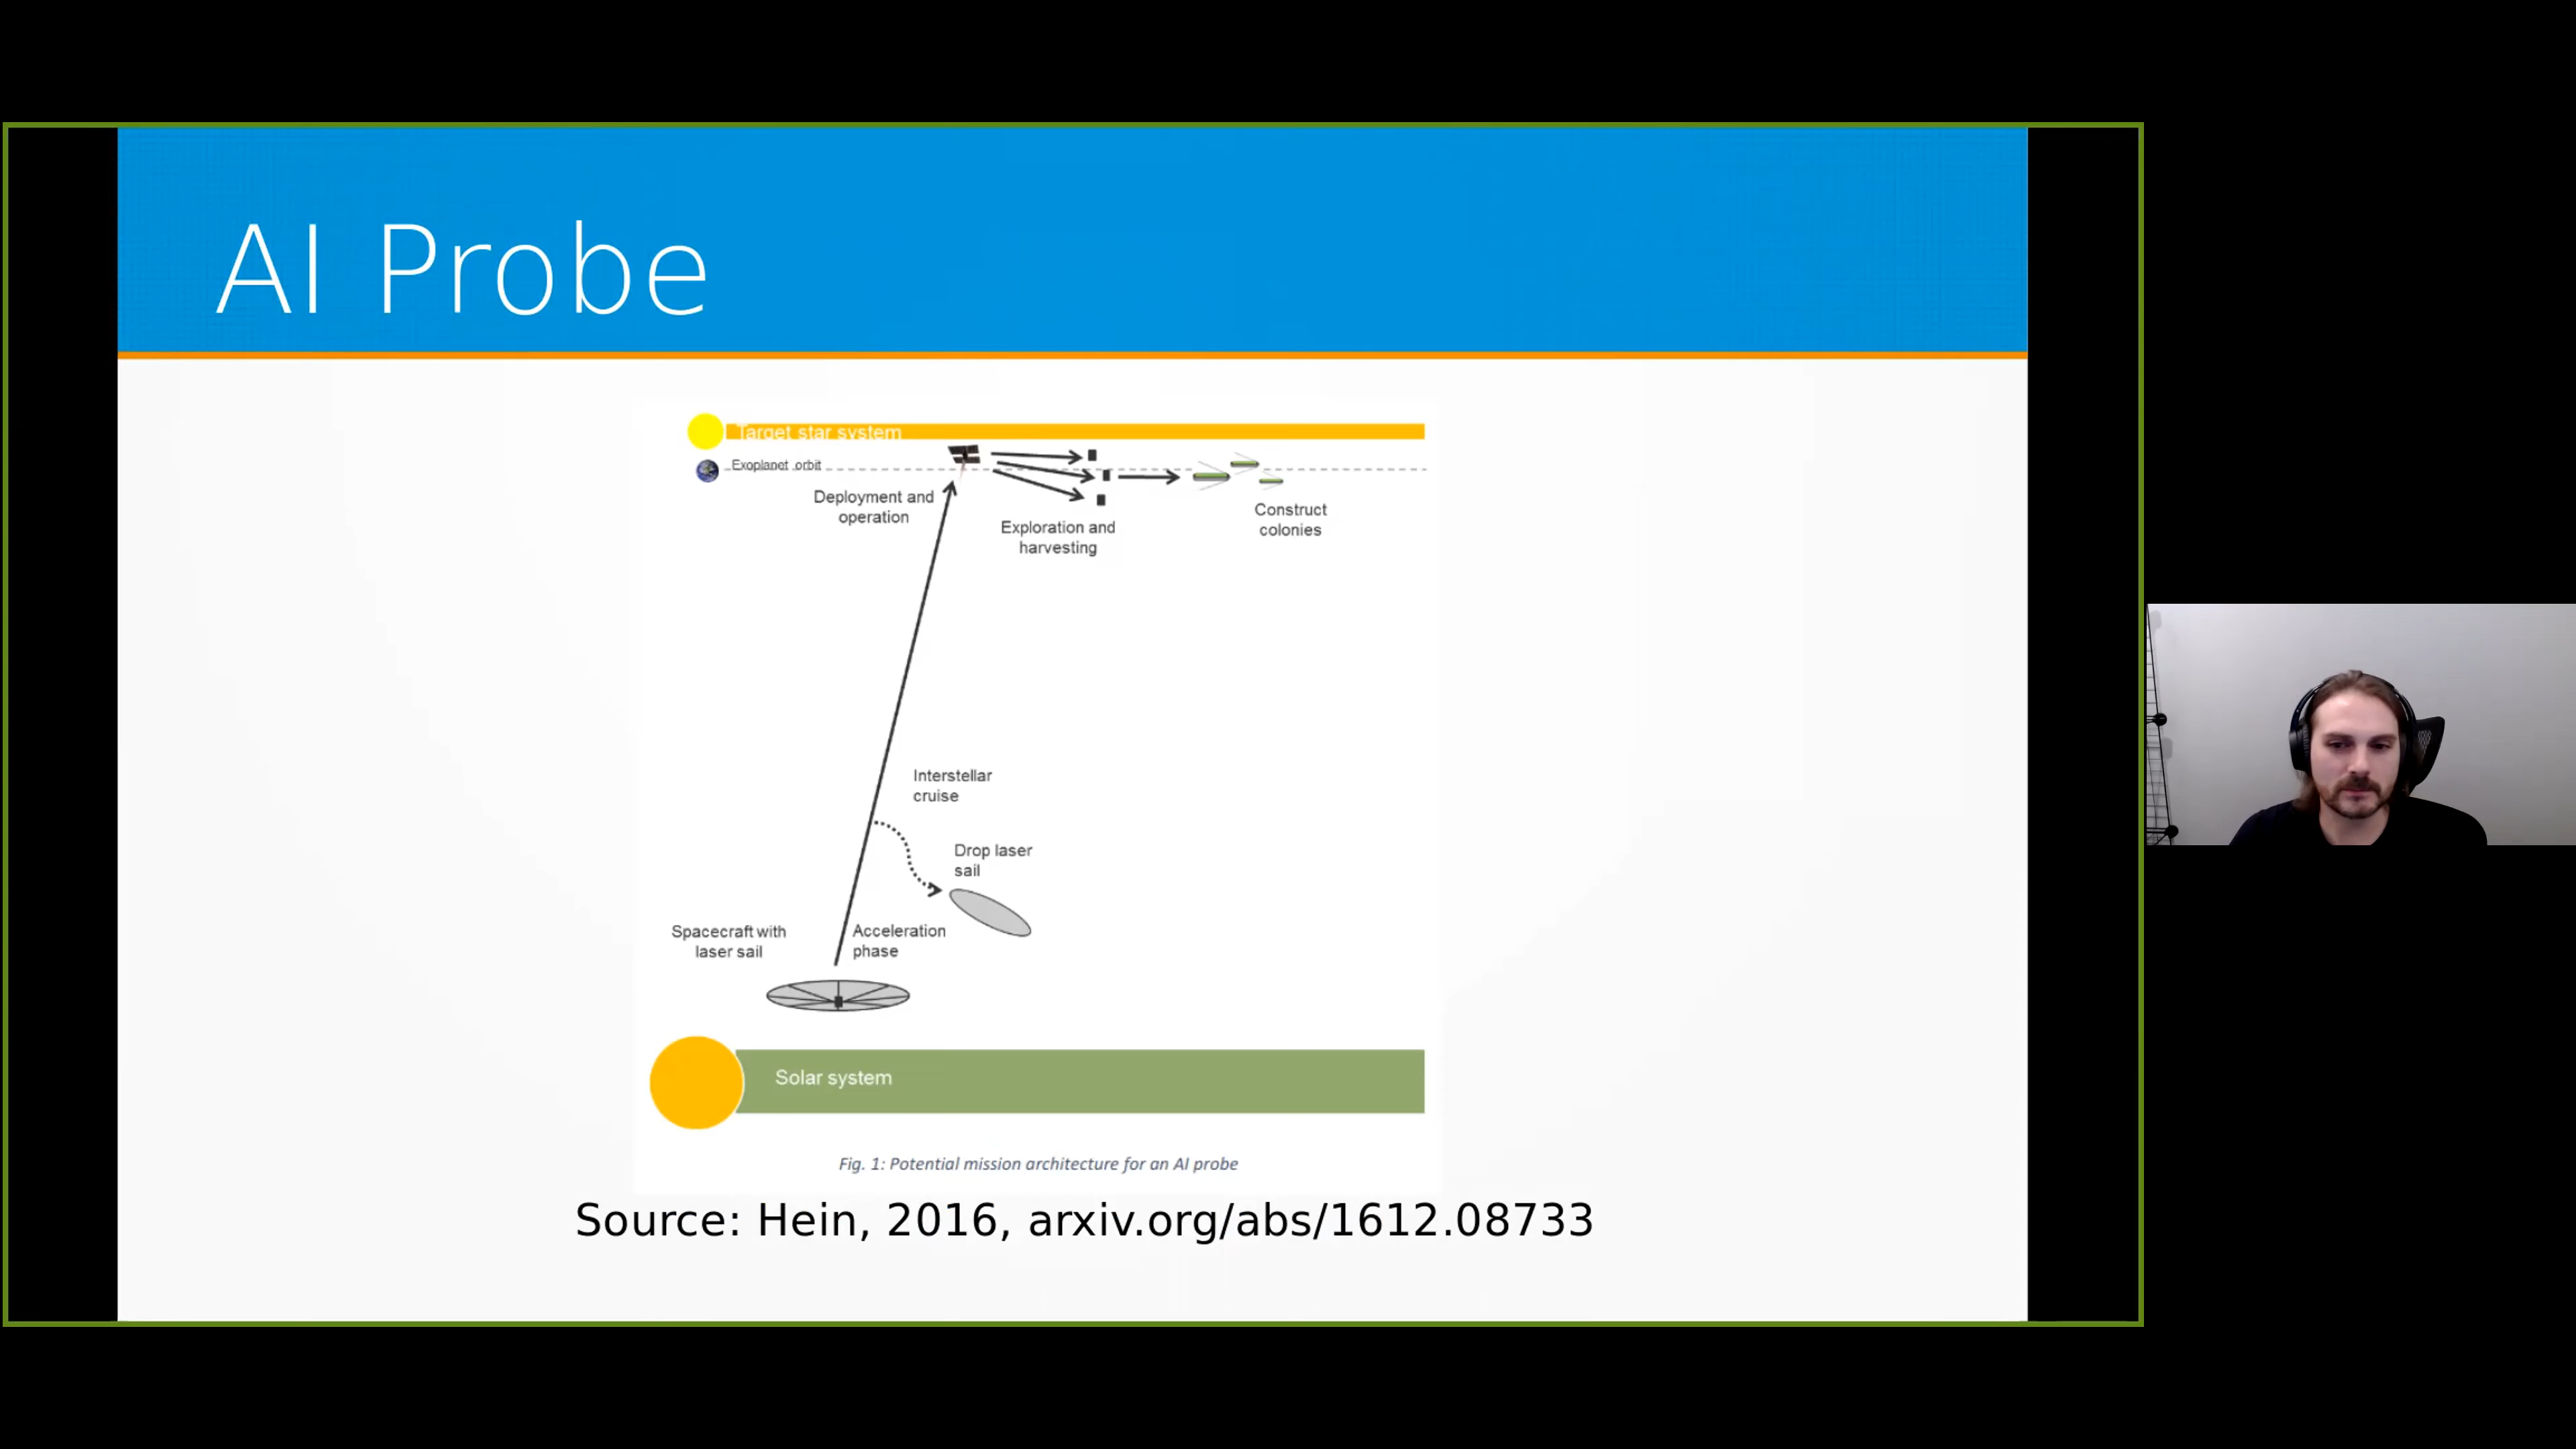 AI Probe
Target star system
Exoplanet orbit
Deployment and
operation
Exploration and
harvesting
Construct
colonies
Interstellar
cruise
Drop laser
sail
Spacecraft with
laser sail
Acceleration
phase
Solar system
Fig. 1: Potential mission architecture for an AI probe
Source: Hein, 2016, arxiv.org/abs/1612.08733